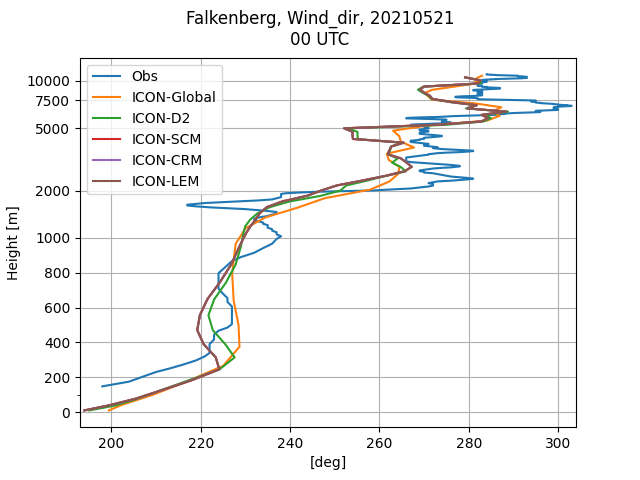 Falkenberg, Wind_dir, 20210521
00 UTC
Obs
ICON-Global
ICON-D2
ICON-SCM
ICON-CRM
ICON-LEM
10000
7500
5000
2000
1000
800
600
400
200
0
Height [m]
200
220
240
260
280
300
[deg]